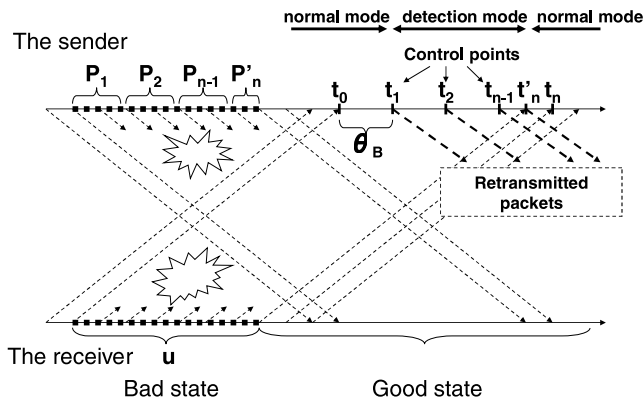 normal mode detection mode normal mode
The sender
Control points
P1 P2 Pn-1 P'n
t0 t1 t2 tn-1 t'n tn
θB
Retransmitted
packets
The receiver u
Bad state Good state